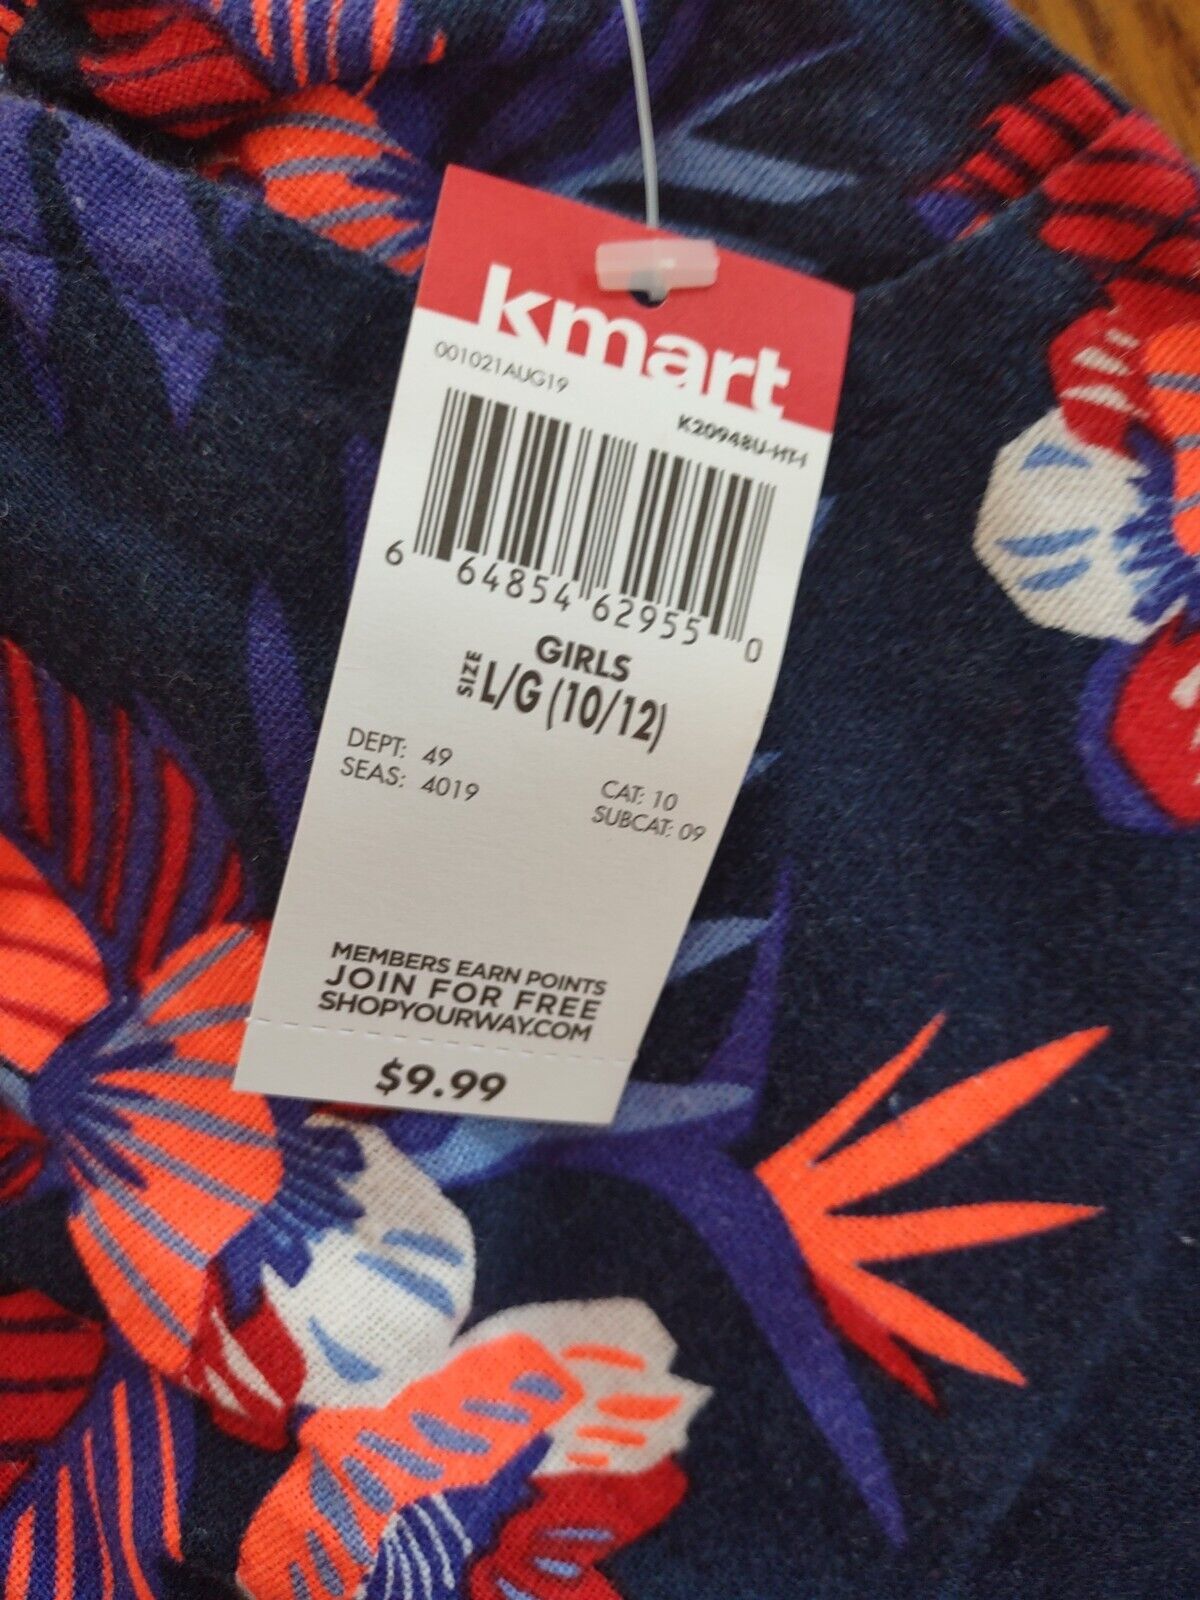 kmart
001021AUG19
K20948U-HT-I
6 64854 62955 0
GIRLS
SIZE L/G (10/12)
DEPT: 49
SEAS: 4019
CAT: 10
SUBCAT: 09
MEMBERS EARN POINTS
JOIN FOR FREE
SHOPYOURWAY.COM
$9.99